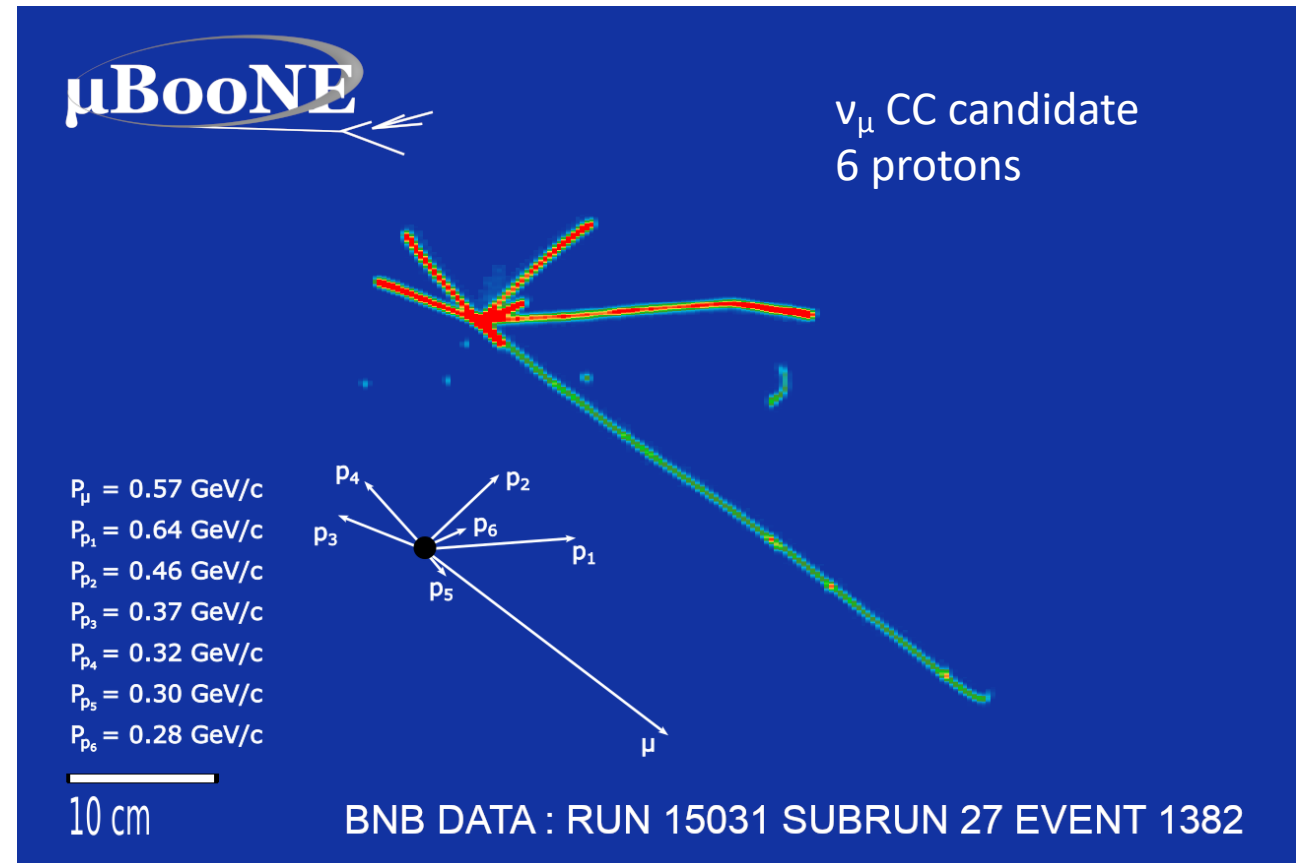 µBooNE
νμ CC candidate
6 protons
p4
p2
p3
p6
p1
p5
µ
Pμ = 0.57 GeV/c
Pp1 = 0.64 GeV/c
Pp2 = 0.46 GeV/c
Pp3 = 0.37 GeV/c
Pp4 = 0.32 GeV/c
Pp5 = 0.30 GeV/c
Pp6 = 0.28 GeV/c
10 cm
BNB DATA : RUN 15031 SUBRUN 27 EVENT 1382